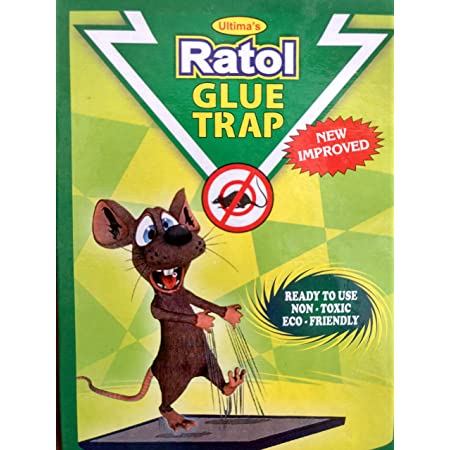 Ultima's
Ratol
GLUE
TRAP
NEW
IMPROVED
READY TO USE
NON - TOXIC
ECO - FRIENDLY